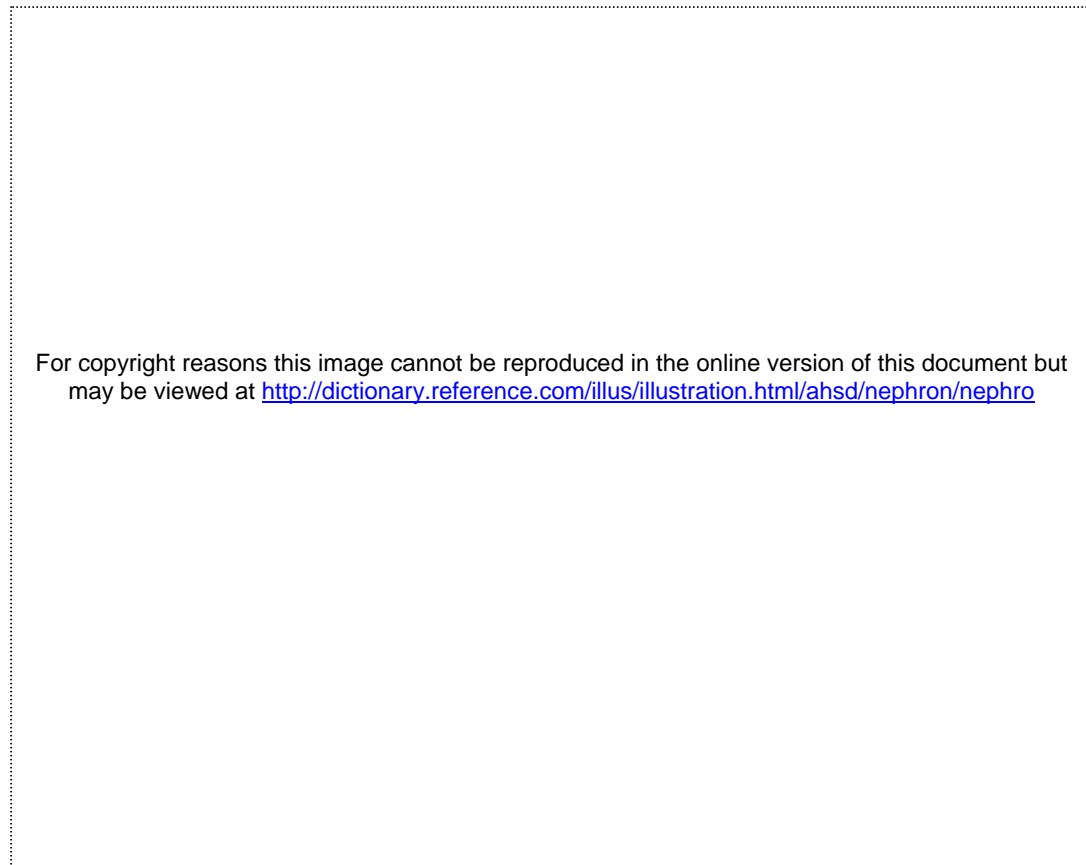 For copyright reasons this image cannot be reproduced in the online version of this document but
may be viewed at http://dictionary.reference.com/illus/illustration.html/ahsd/nephron/nephro